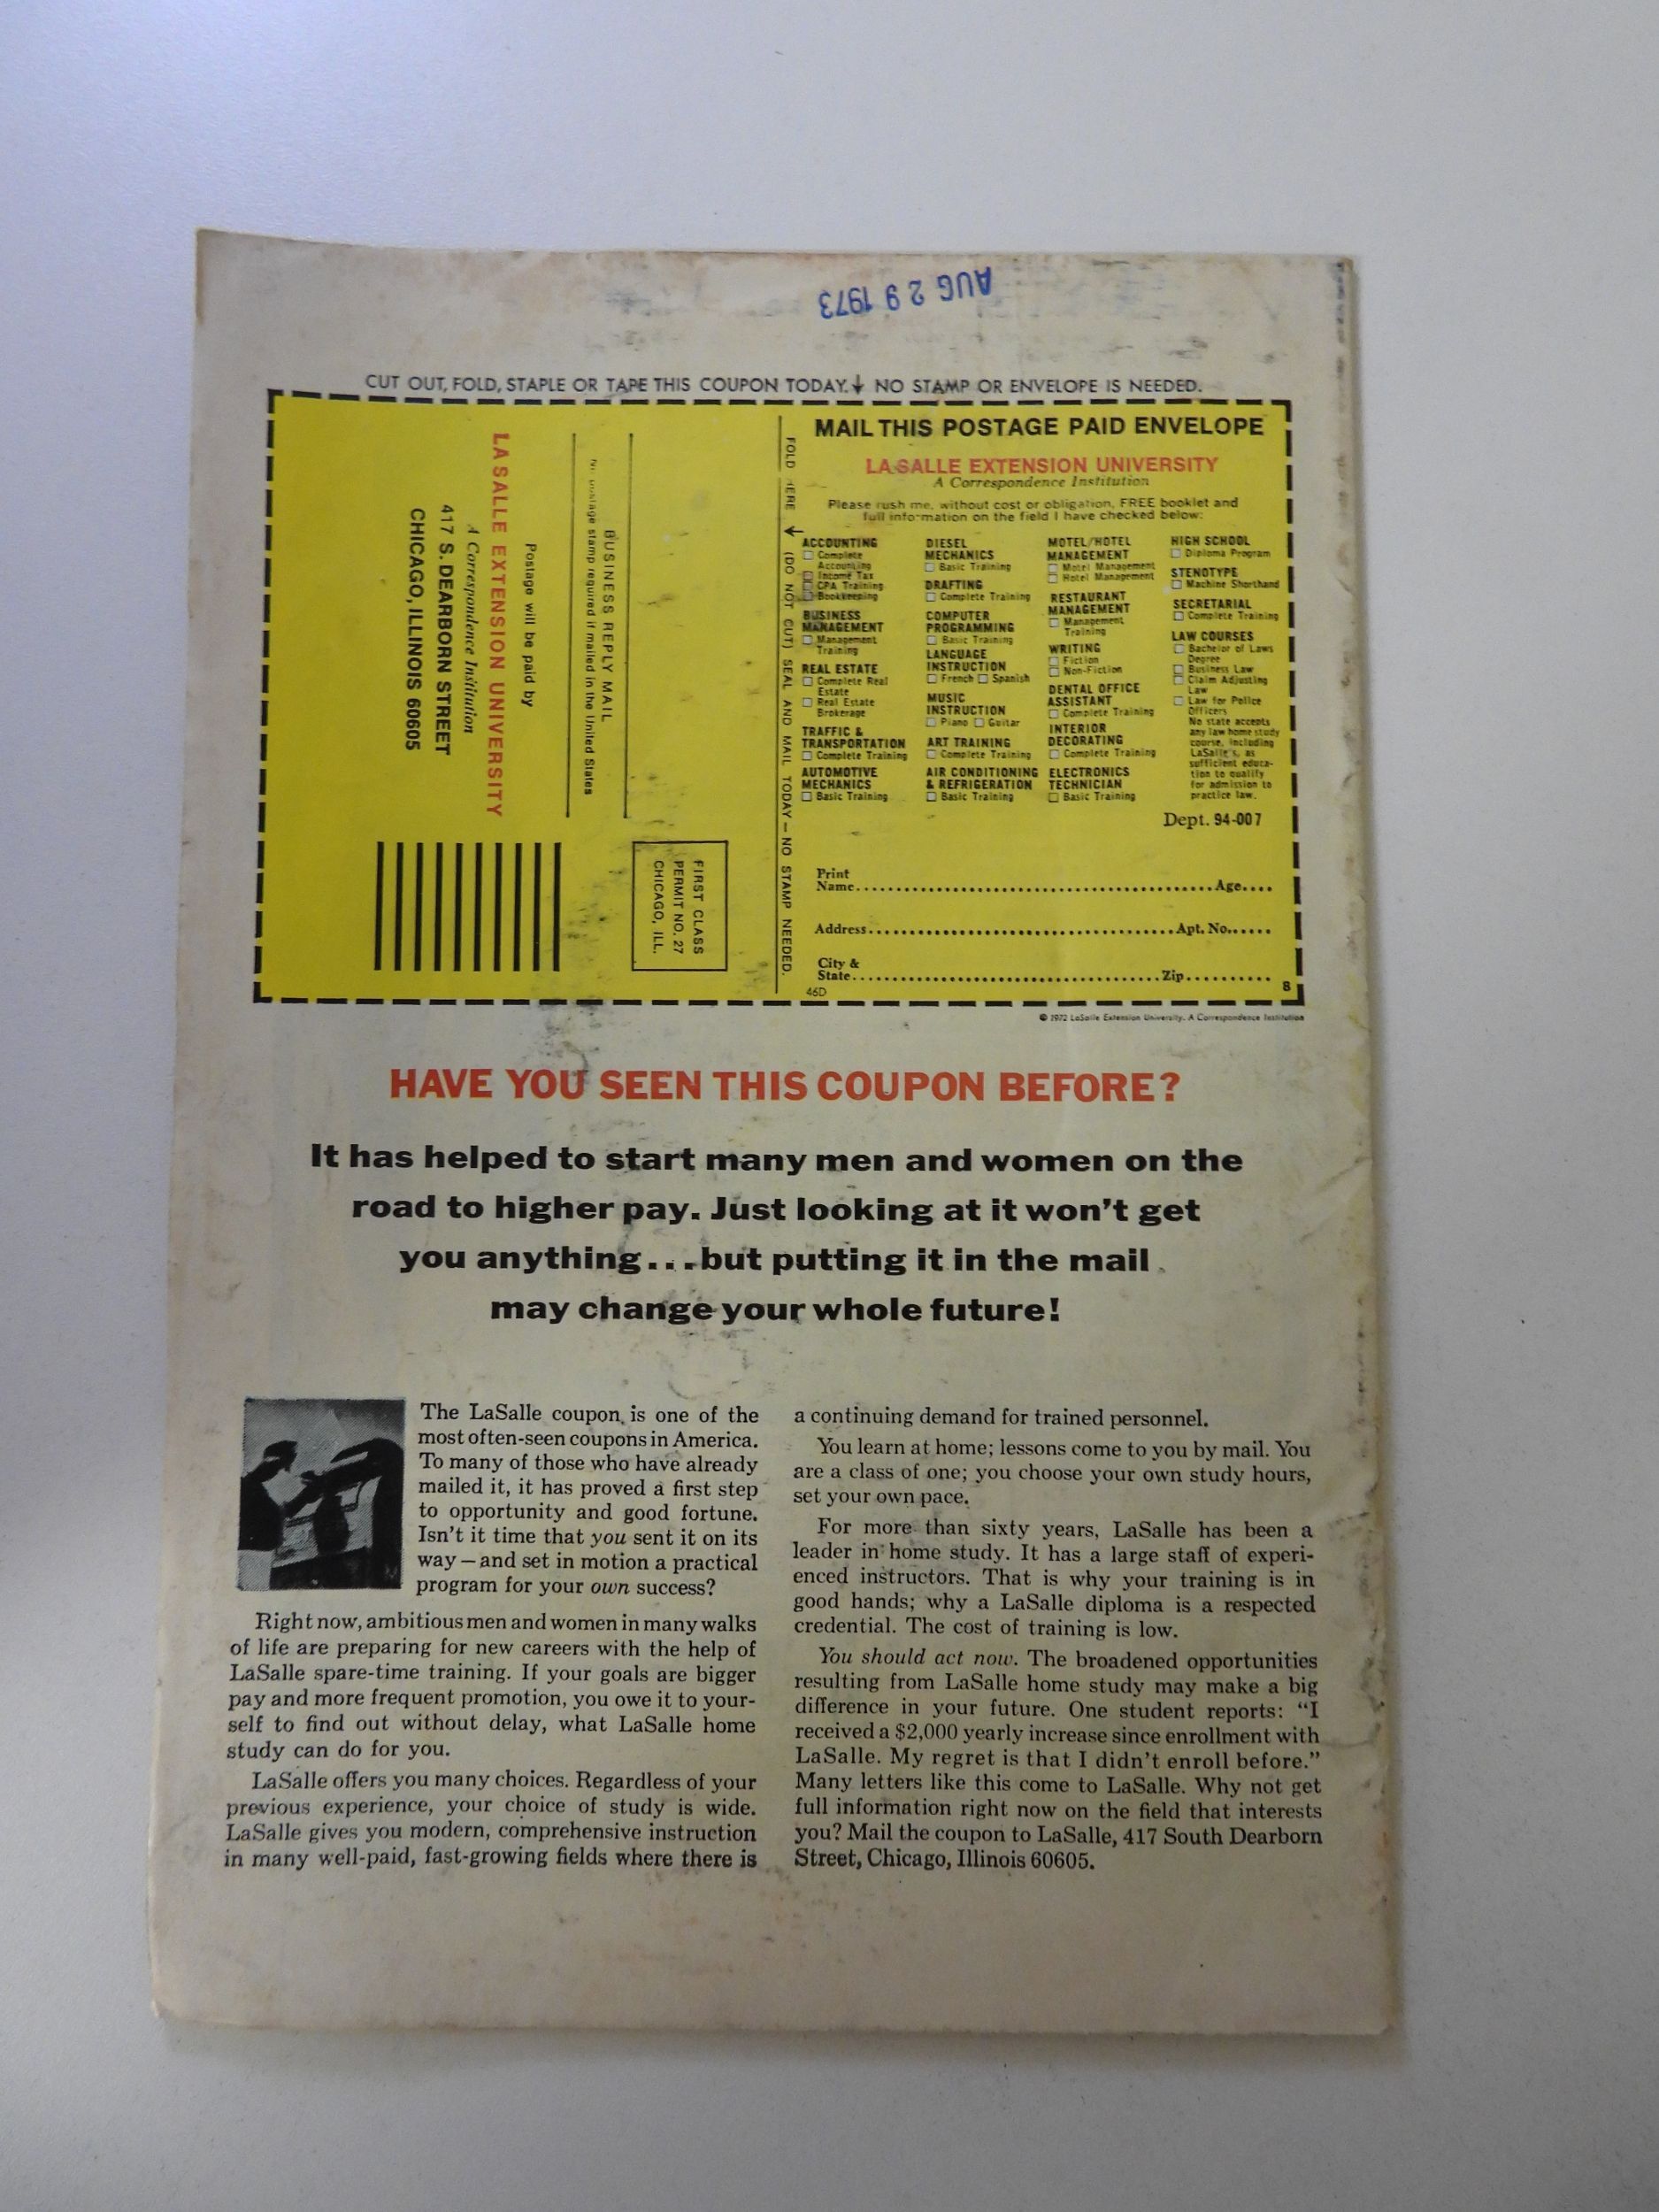 AUG 29 1973
CUT OUT, FOLD, STAPLE OR TAPE THIS COUPON TODAY. NO STAMP OR ENVELOPE IS NEEDED.
FIRST CLASS
PERMIT NO. 27
CHICAGO, ILL.
BUSINESS REPLY MAIL
postage stamp required if mailed in the United States
Postage will be paid by
LA SALLE EXTENSION UNIVERSITY
A Correspondence Institution
417 S. DEARBORN STREET
CHICAGO, ILLINOIS 60605
FOLD HERE (DO NOT CUT) SEAL AND MAIL TODAY — NO STAMP NEEDED.
MAIL THIS POSTAGE PAID ENVELOPE
LA SALLE EXTENSION UNIVERSITY
A Correspondence Institution
Please rush me, without cost or obligation, FREE booklet and
full information on the field I have checked below:
ACCOUNTING
Complete
Accounting
Income Tax
CPA Training
Bookkeeping
BUSINESS
MANAGEMENT
Management
Training
REAL ESTATE
Complete Real
Estate
Real Estate
Brokerage
TRAFFIC &
TRANSPORTATION
Complete Training
AUTOMOTIVE
MECHANICS
Basic Training
DIESEL
MECHANICS
Basic Training
DRAFTING
Complete Training
COMPUTER
PROGRAMMING
Basic Training
LANGUAGE
INSTRUCTION
French Spanish
MUSIC
INSTRUCTION
Piano Guitar
ART TRAINING
Complete Training
AIR CONDITIONING
& REFRIGERATION
Basic Training
MOTEL/HOTEL
MANAGEMENT
Motel Management
Hotel Management
RESTAURANT
MANAGEMENT
Management
Training
WRITING
Fiction
Non-Fiction
DENTAL OFFICE
ASSISTANT
Complete Training
INTERIOR
DECORATING
Complete Training
ELECTRONICS
TECHNICIAN
Basic Training
HIGH SCHOOL
Diploma Program
STENOTYPE
Machine Shorthand
SECRETARIAL
Complete Training
LAW COURSES
Bachelor of Laws
Degree
Business Law
Claim Adjusting
Law
Law for Police
Officers
No state accepts
any law home study
course, including
LaSalle's, as
sufficient educa-
tion to qualify
for admission to
practice law.
Dept. 94-007
Print
Name Age
Address Apt. No.
City &
State Zip
46D 8
© 1972 LaSalle Extension University. A Correspondence Institution
HAVE YOU SEEN THIS COUPON BEFORE?
It has helped to start many men and women on the
road to higher pay. Just looking at it won't get
you anything...but putting it in the mail
may change your whole future!
The LaSalle coupon is one of the
most often-seen coupons in America.
To many of those who have already
mailed it, it has proved a first step
to opportunity and good fortune.
Isn't it time that you sent it on its
way — and set in motion a practical
program for your own success?
Right now, ambitious men and women in many walks
of life are preparing for new careers with the help of
LaSalle spare-time training. If your goals are bigger
pay and more frequent promotion, you owe it to your-
self to find out without delay, what LaSalle home
study can do for you.
LaSalle offers you many choices. Regardless of your
previous experience, your choice of study is wide.
LaSalle gives you modern, comprehensive instruction
in many well-paid, fast-growing fields where there is
a continuing demand for trained personnel.
You learn at home; lessons come to you by mail. You
are a class of one; you choose your own study hours,
set your own pace.
For more than sixty years, LaSalle has been a
leader in home study. It has a large staff of experi-
enced instructors. That is why your training is in
good hands; why a LaSalle diploma is a respected
credential. The cost of training is low.
You should act now. The broadened opportunities
resulting from LaSalle home study may make a big
difference in your future. One student reports: "I
received a $2,000 yearly increase since enrollment with
LaSalle. My regret is that I didn't enroll before."
Many letters like this come to LaSalle. Why not get
full information right now on the field that interests
you? Mail the coupon to LaSalle, 417 South Dearborn
Street, Chicago, Illinois 60605.